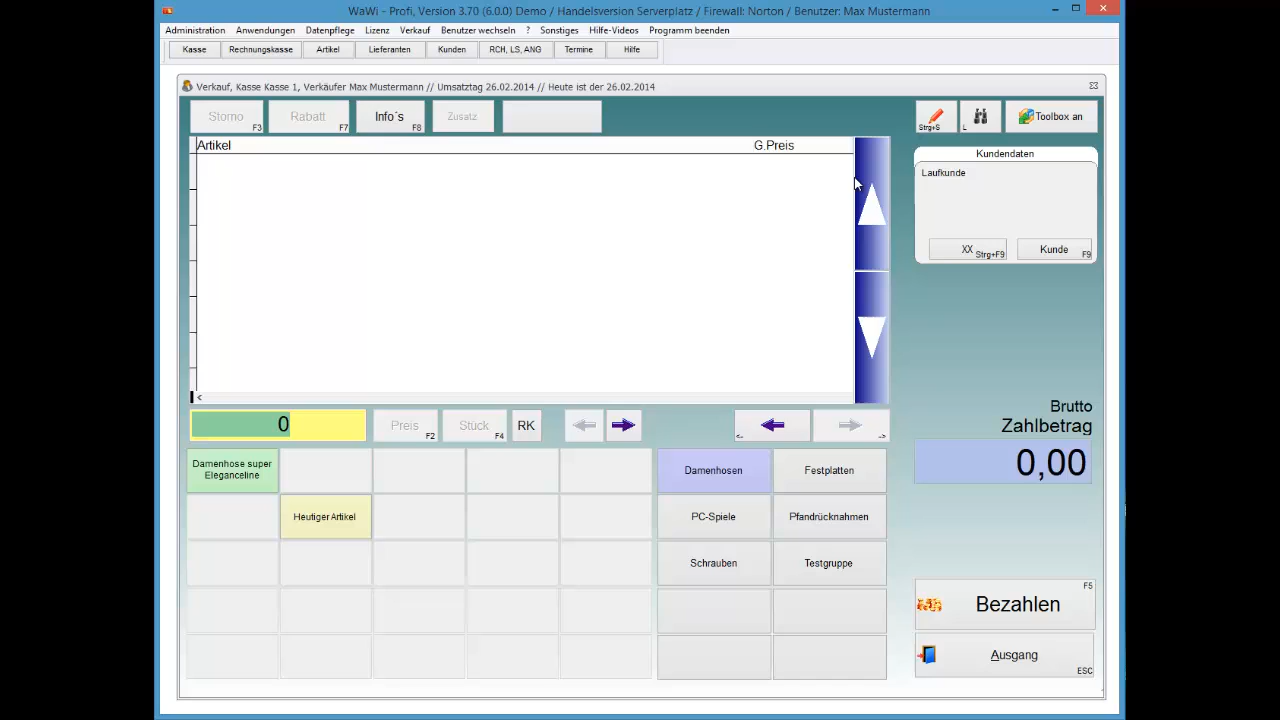 WaWi - Profi, Version 3.70 (6.0.0) Demo / Handelsversion Serverplatz / Firewall: Norton / Benutzer: Max Mustermann
Administration Anwendungen Datenpflege Lizenz Verkauf Benutzer wechseln ? Sonstiges Hilfe-Videos Programm beenden
Kasse Rechnungskasse Artikel Lieferanten Kunden RCH, LS, ANG Termine Hilfe
Verkauf, Kasse Kasse 1, Verkäufer Max Mustermann // Umsatztag 26.02.2014 // Heute ist der 26.02.2014
Storno F3 Rabatt F7 Info´s F8 Zusatz Strg+S L Toolbox an
Artikel G.Preis
Kundendaten
Laufkunde
XX Strg+F9 Kunde F9
<
Brutto
Zahlbetrag
0,00
0 Preis F2 Stück F4 RK <- ->
Damenhose super
Eleganceline
Damenhosen Festplatten
Heutiger Artikel PC-Spiele Pfandrücknahmen
Schrauben Testgruppe
Bezahlen F5
Ausgang ESC